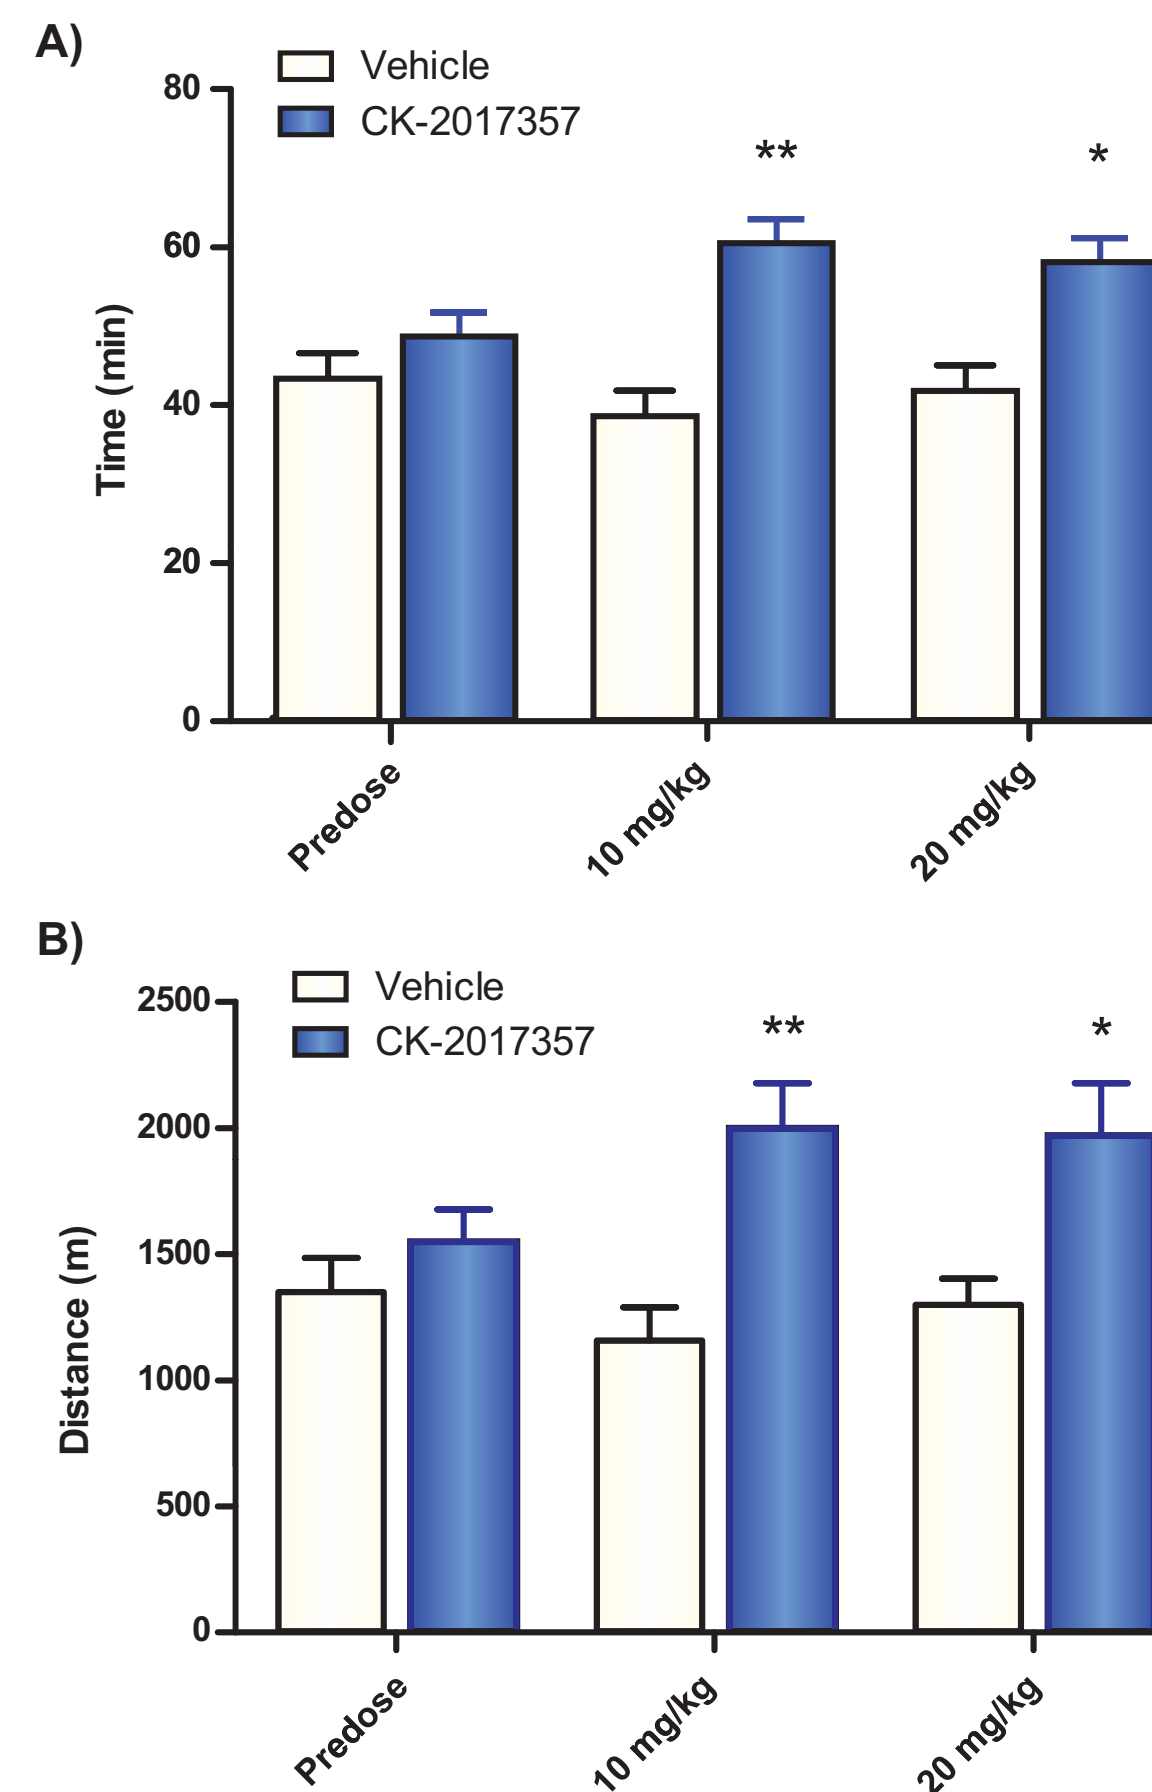 A)
Vehicle
CK-2017357
** *
80
60
40
20
0
Time (min)
Predose
10 mg/kg
20 mg/kg
B)
Vehicle
CK-2017357
** *
2500
2000
1500
1000
500
0
Distance (m)
Predose
10 mg/kg
20 mg/kg